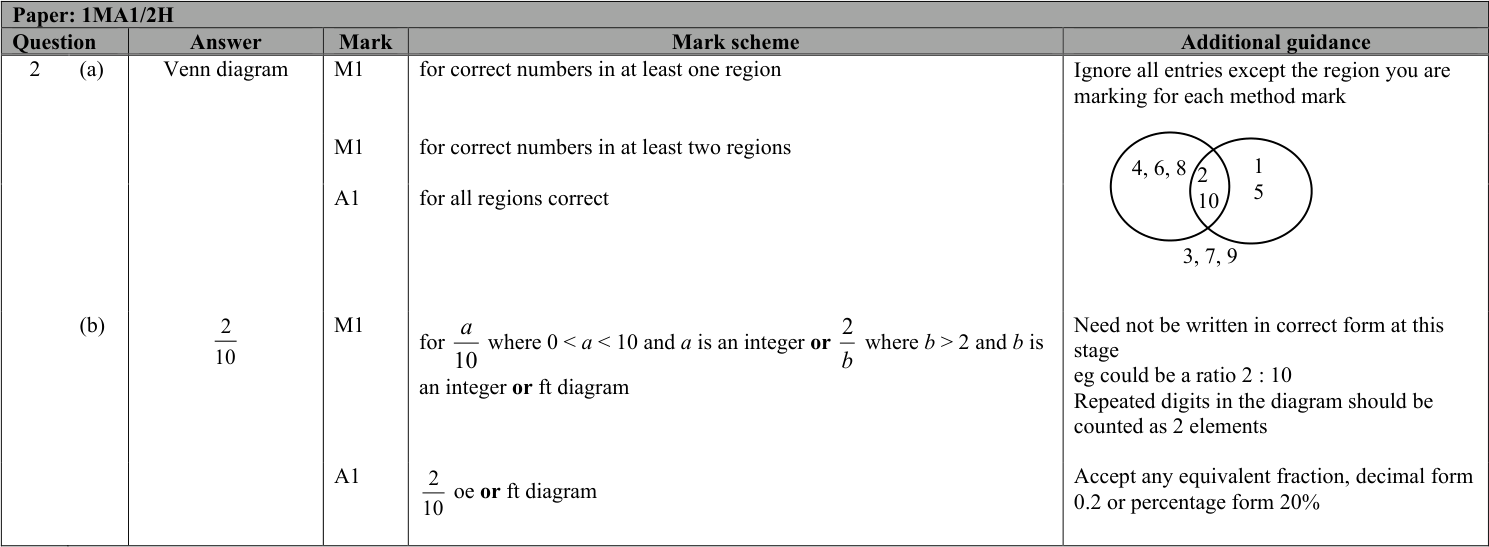 Paper: 1MA1/2H
Question Answer Mark Mark scheme Additional guidance
2 (a) Venn diagram M1 for correct numbers in at least one region Ignore all entries except the region you are
marking for each method mark
M1 for correct numbers in at least two regions
A1 for all regions correct
4, 6, 8 2 1
10 5
3, 7, 9
(b) 2/10 M1 for a/10 where 0 < a < 10 and a is an integer or 2/b where b > 2 and b is
an integer or ft diagram
Need not be written in correct form at this
stage
eg could be a ratio 2 : 10
Repeated digits in the diagram should be
counted as 2 elements
A1 2/10 oe or ft diagram
Accept any equivalent fraction, decimal form
0.2 or percentage form 20%